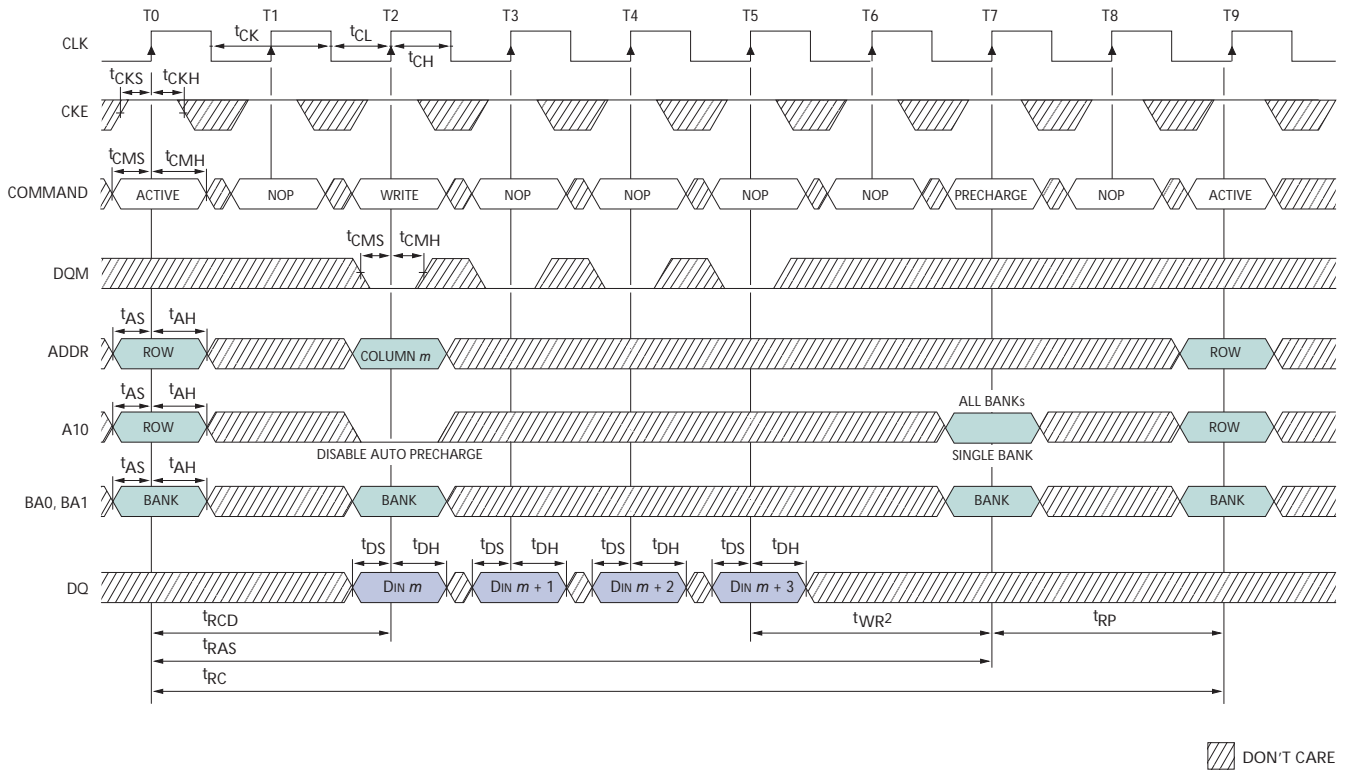 T0 T1 T2 T3 T4 T5 T6 T7 T8 T9
CLK
tCK tCL
tCH
tCKS tCKH
CKE
tCMS tCMH
COMMAND ACTIVE NOP WRITE NOP NOP NOP NOP PRECHARGE NOP ACTIVE
tCMS tCMH
DQM
tAS tAH
ADDR ROW COLUMN m ROW
tAS tAH
ALL BANKs
A10 ROW ROW
DISABLE AUTO PRECHARGE SINGLE BANK
tAS tAH
BA0, BA1 BANK BANK BANK BANK
tDS tDH tDS tDH tDS tDH tDS tDH
DQ DIN m DIN m + 1 DIN m + 2 DIN m + 3
tRCD tWR2 tRP
tRAS
tRC
DON'T CARE